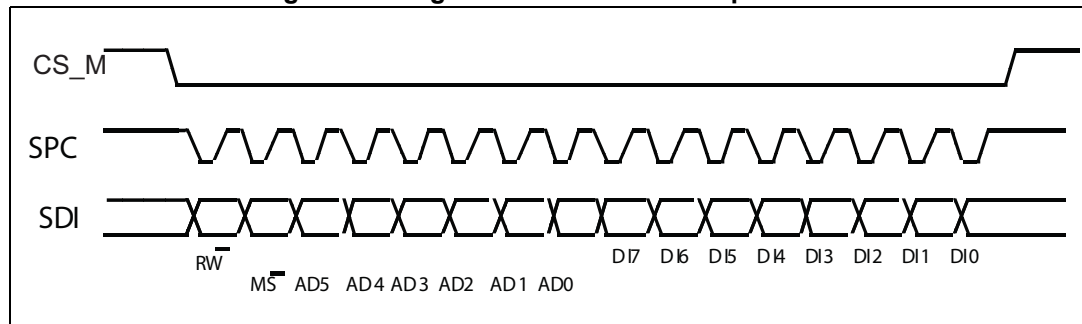 CS_M
SPC
SDI
RW
DI7 DI6 DI5 DI4 DI3 DI2 DI1 DI0
MS AD5 AD4 AD3 AD2 AD1 AD0